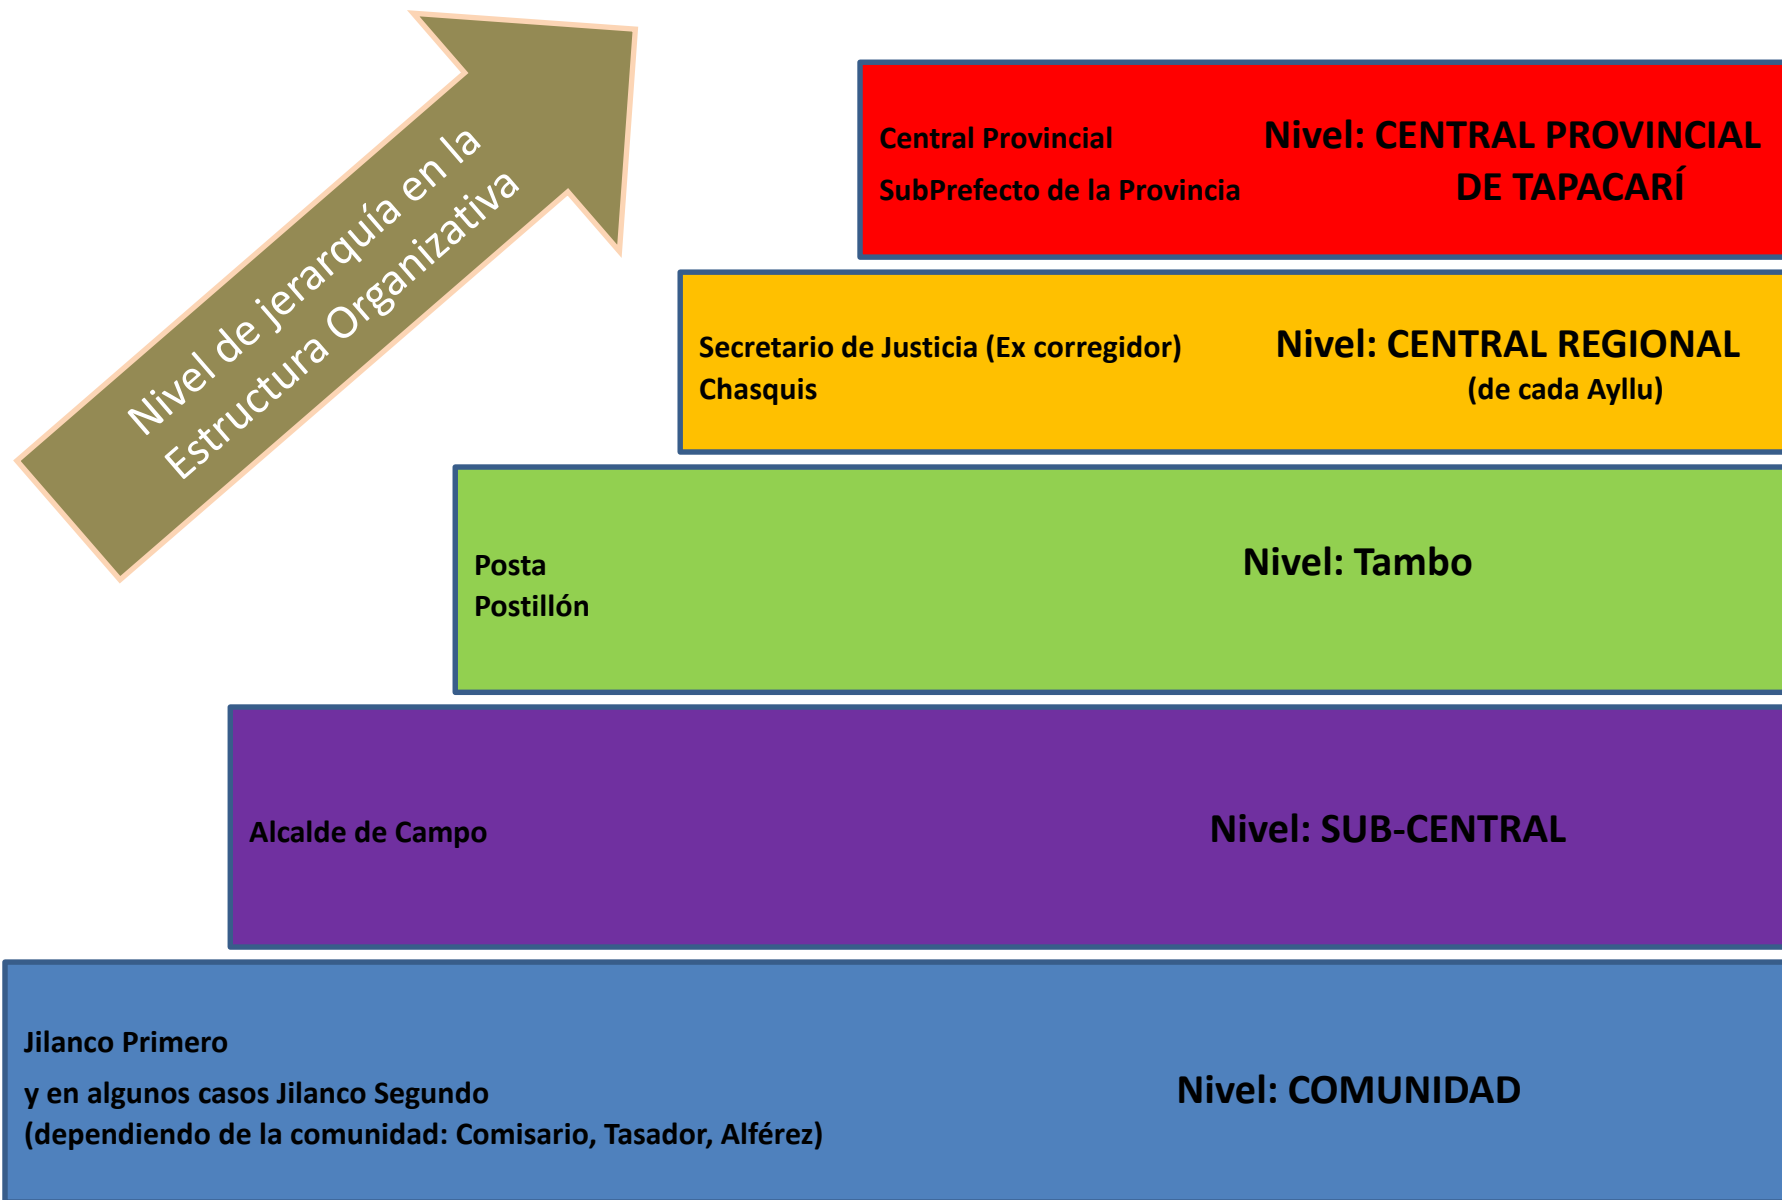 Nivel de jerarquía en la
Estructura Organizativa
Central Provincial
SubPrefecto de la Provincia
Nivel: CENTRAL PROVINCIAL
DE TAPACARÍ
Secretario de Justicia (Ex corregidor)
Chasquis
Nivel: CENTRAL REGIONAL
(de cada Ayllu)
Posta
Postillón
Nivel: Tambo
Alcalde de Campo
Nivel: SUB-CENTRAL
Jilanco Primero
y en algunos casos Jilanco Segundo
(dependiendo de la comunidad: Comisario, Tasador, Alférez)
Nivel: COMUNIDAD